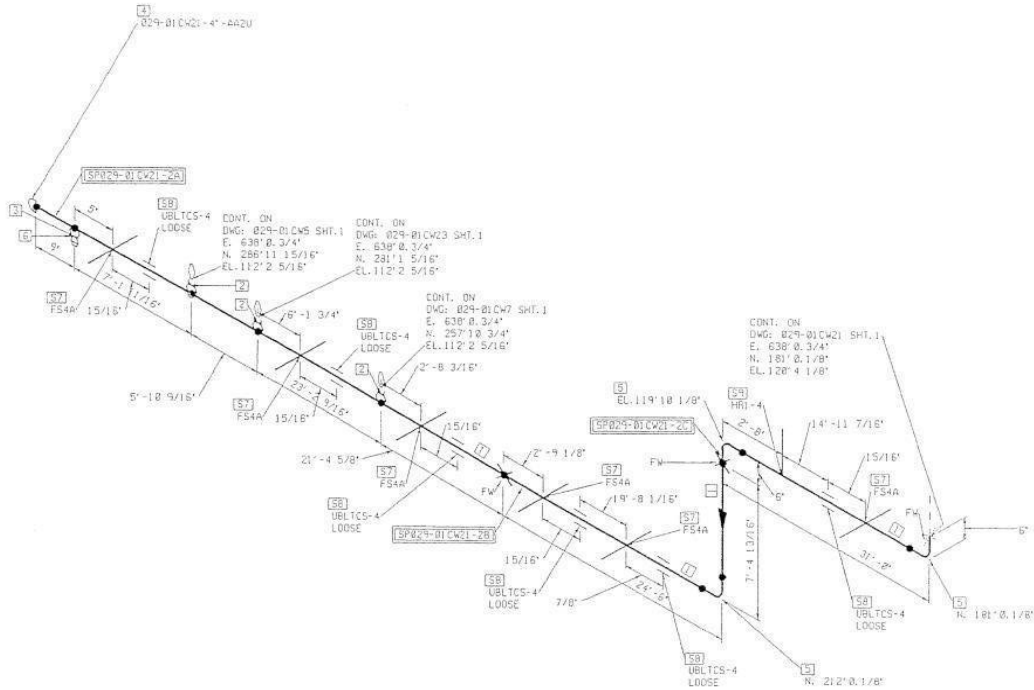 4
029-01CW21-4"-AA2U
SP029-01CW21-2A
3
6
5"
9"
S8
UBLTCS-4
LOOSE
CONT. ON
DWG: 029-01CW5 SHT.1
E. 638'0.3/4"
N. 286'11 15/16"
EL.112'2 5/16"
CONT. ON
DWG: 029-01CW23 SHT.1
E. 638'0.3/4"
N. 281'1 5/16"
EL.112'2 5/16"
S7
FS4A
15/16"
2
2
6'-1 3/4"
S8
UBLTCS-4
LOOSE
CONT. ON
DWG: 029-01CW7 SHT.1
E. 638'0.3/4"
N. 257'10 3/4"
EL.112'2 5/16"
2'-8 3/16"
2
5'-10 9/16"
S7
FS4A
15/16"
21'-4 5/8"
S7
FS4A
15/16"
S8
UBLTCS-4
LOOSE
1
2'-9 1/8"
FW
SP029-01CW21-2B
S7
FS4A
19'-8 1/16"
15/16"
S8
UBLTCS-4
LOOSE
S7
FS4A
7/8"
1
24'-6"
S8
UBLTCS-4
LOOSE
5
N. 212'0.1/8"
5
EL.119'10 1/8"
SP029-01CW21-2C
FW
1
7'-4 13/16"
6"
S9
HR1-4
2'-8"
14'-11 7/16"
15/16"
S7
FS4A
CONT. ON
DWG: 029-01CW21 SHT.1
E. 638'0.3/4"
N. 181'0.1/8"
EL.120'4 1/8"
FW
1
31'-0"
6"
S8
UBLTCS-4
LOOSE
5
N. 181'0.1/8"